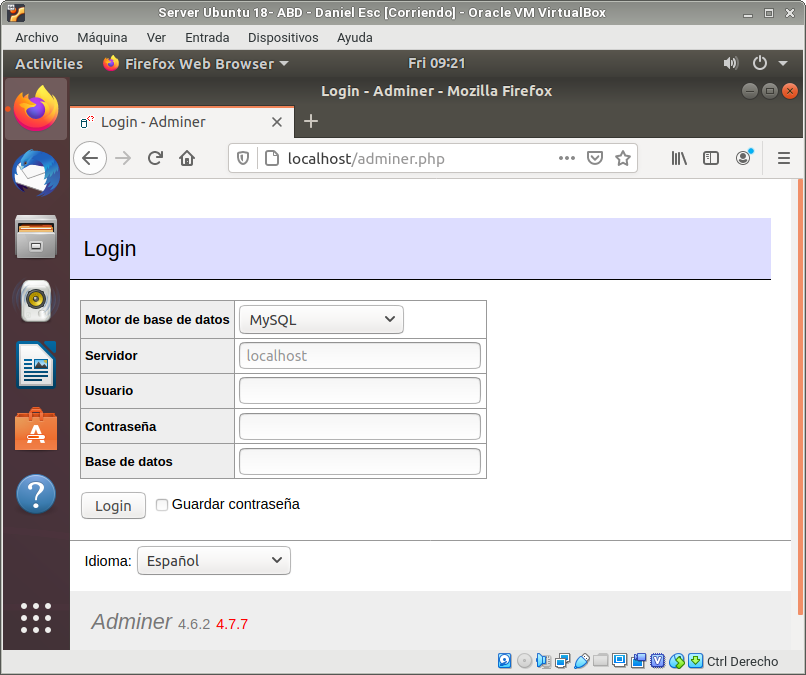 Server Ubuntu 18- ABD - Daniel Esc [Corriendo] - Oracle VM VirtualBox
Archivo Máquina Ver Entrada Dispositivos Ayuda
Activities Firefox Web Browser Fri 09:21
Login - Adminer - Mozilla Firefox
Login - Adminer
localhost/adminer.php
Login
Motor de base de datos MySQL
Servidor localhost
Usuario
Contraseña
Base de datos
Login Guardar contraseña
Idioma: Español
Adminer 4.6.2 4.7.7
Ctrl Derecho